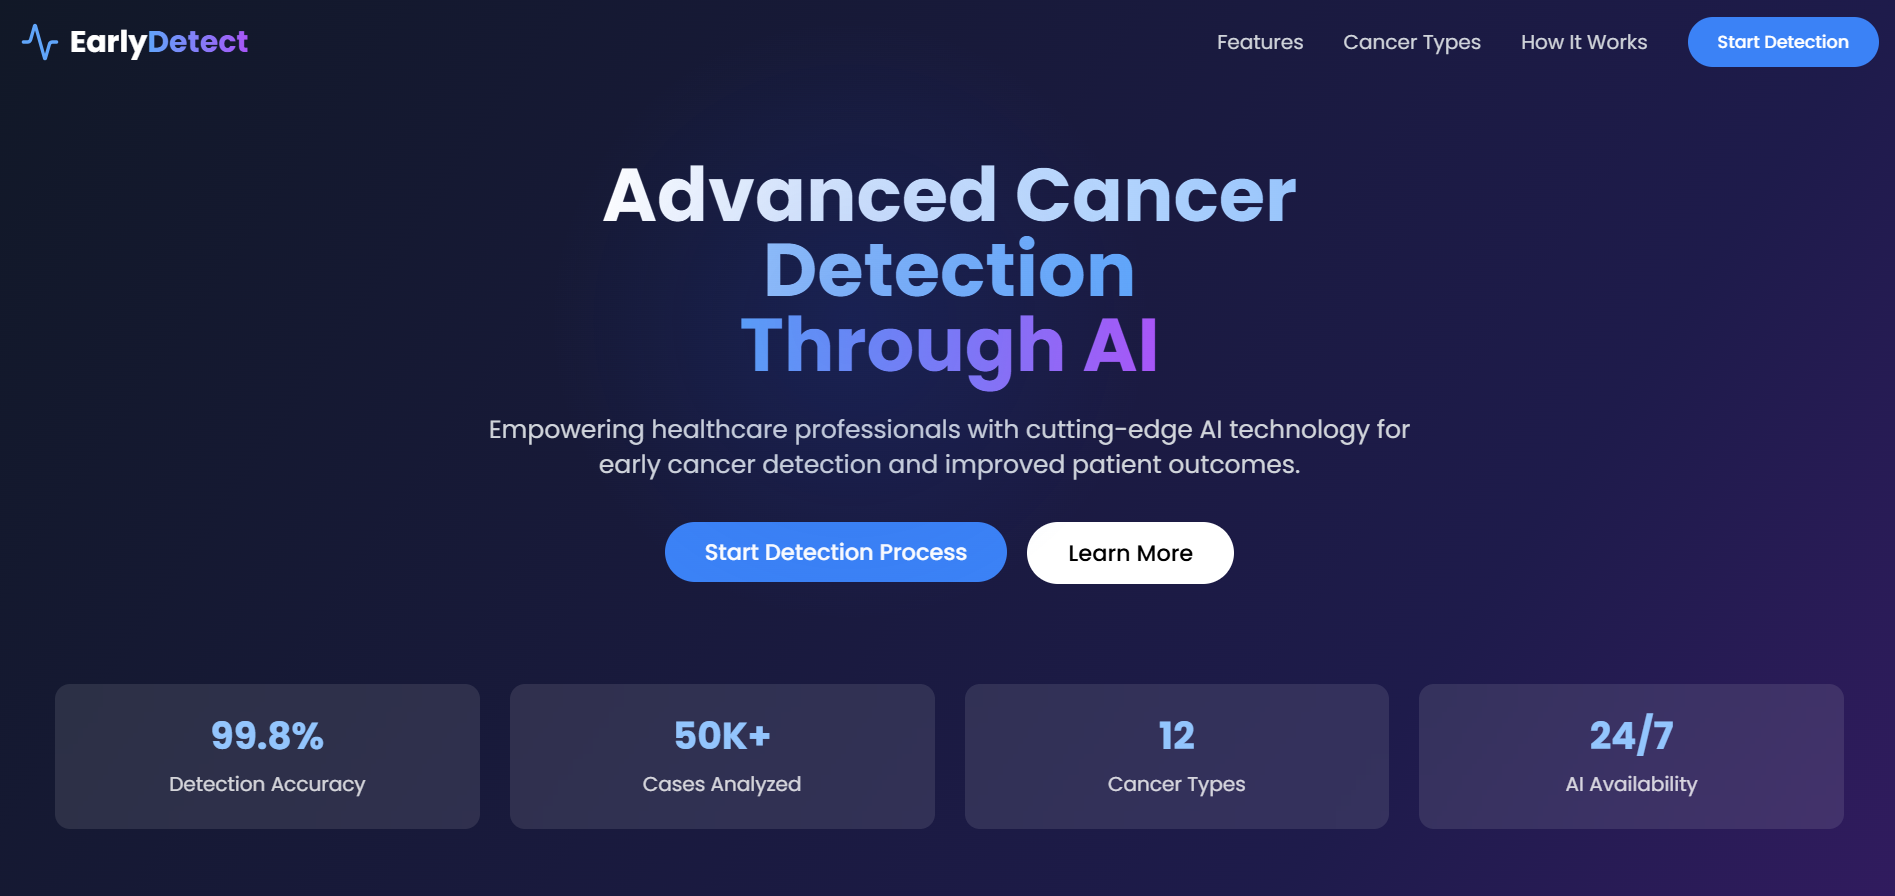 EarlyDetect
Features
Cancer Types
How It Works
Start Detection
Advanced Cancer
Detection
Through AI
Empowering healthcare professionals with cutting-edge AI technology for
early cancer detection and improved patient outcomes.
Start Detection Process
Learn More
99.8%
Detection Accuracy
50K+
Cases Analyzed
12
Cancer Types
24/7
AI Availability